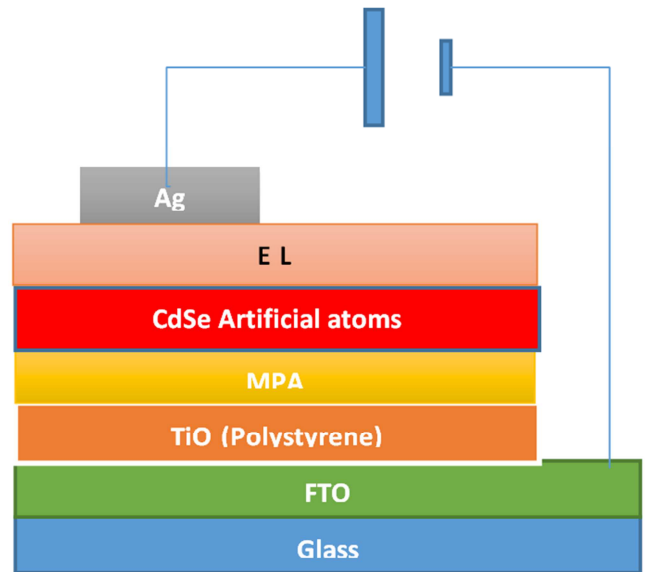 Ag
E L
CdSe Artificial atoms
MPA
TiO (Polystyrene)
FTO
Glass